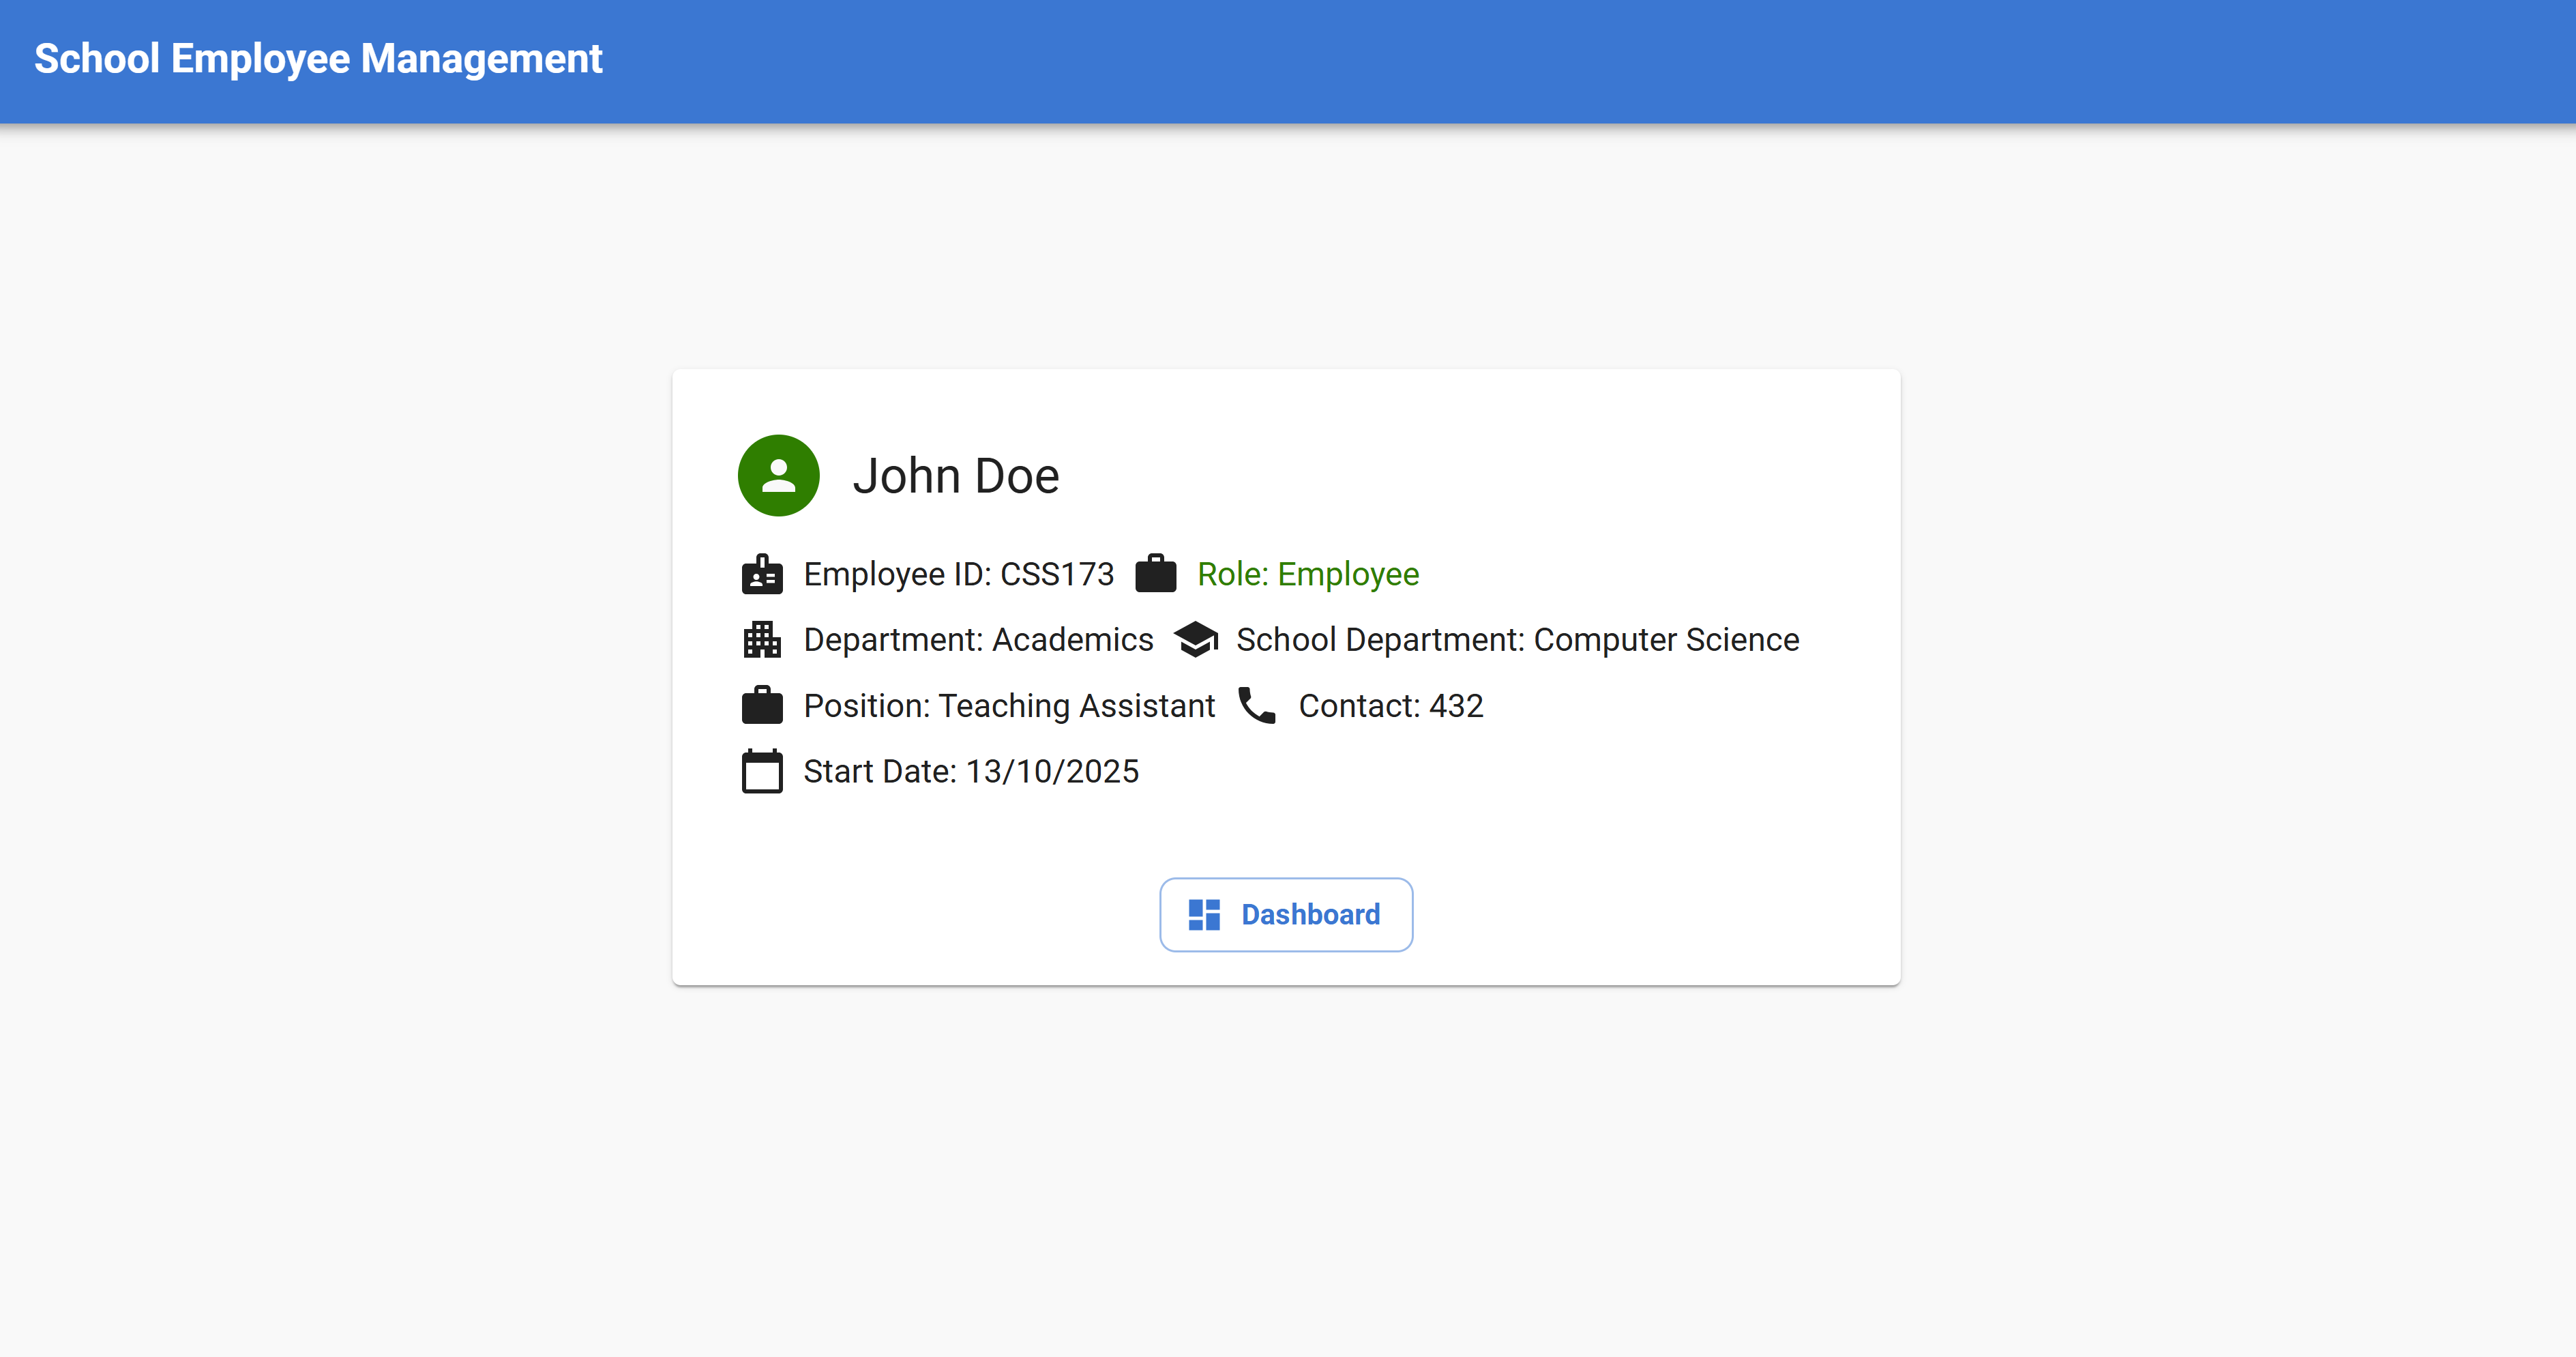 School Employee Management
John Doe
Employee ID: CSS173 Role: Employee
Department: Academics School Department: Computer Science
Position: Teaching Assistant Contact: 432
Start Date: 13/10/2025
Dashboard